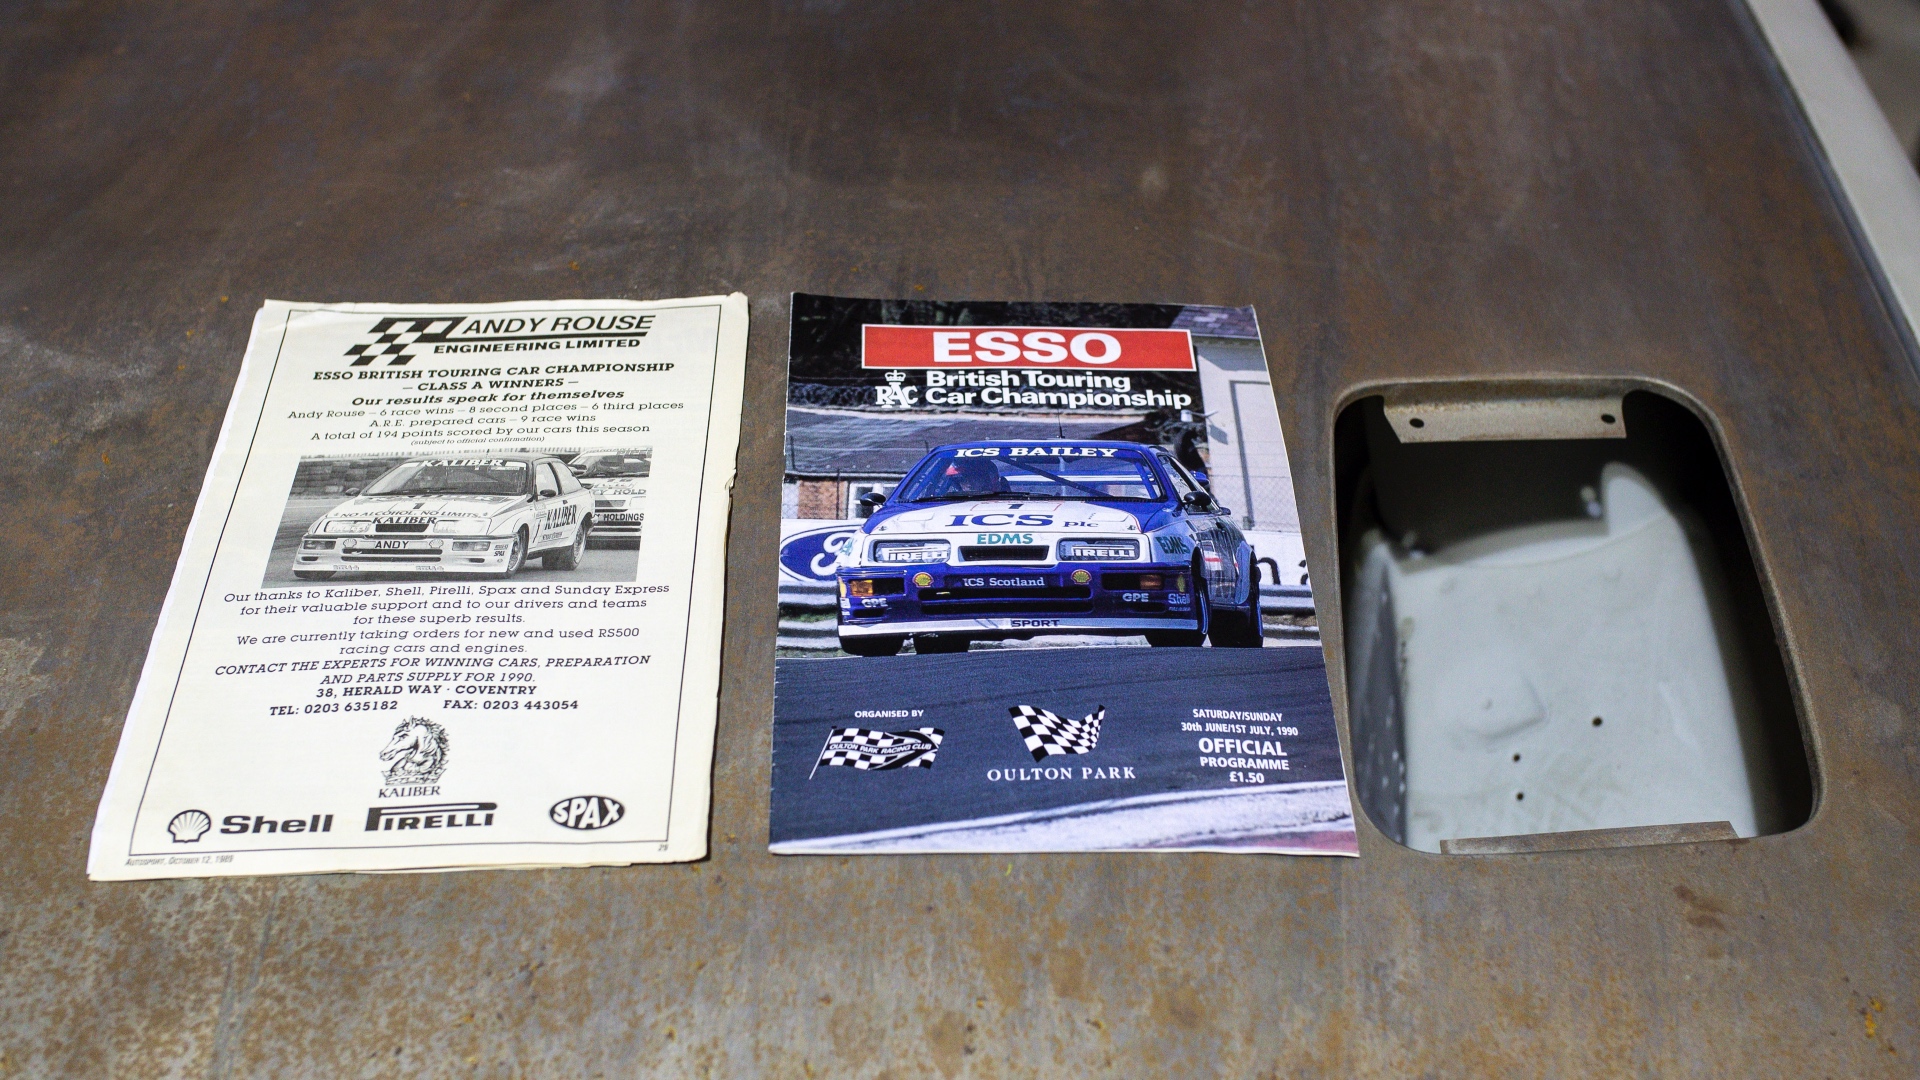 ANDY ROUSE
ENGINEERING LIMITED
ESSO BRITISH TOURING CAR CHAMPIONSHIP
– CLASS A WINNERS –
Our results speak for themselves
Andy Rouse – 6 race wins – 8 second places – 6 third places
A.R.E. prepared cars – 9 race wins
A total of 194 points scored by our cars this season
(subject to official confirmation)
KALIBER
NO ALCOHOL. NO LIMITS.
KALIBER
KALIBER
ANDY
HOLDINGS
Our thanks to Kaliber, Shell, Pirelli, Spax and Sunday Express
for their valuable support and to our drivers and teams
for these superb results.
We are currently taking orders for new and used RS500
racing cars and engines.
CONTACT THE EXPERTS FOR WINNING CARS, PREPARATION
AND PARTS SUPPLY FOR 1990.
38, HERALD WAY · COVENTRY
TEL: 0203 635182 FAX: 0203 443054
KALIBER
Shell PIRELLI SPAX
AUTOSPORT, OCTOBER 12, 1989
29
ESSO
RAC British Touring
Car Championship
ICS BAILEY
ICS plc
EDMS
EDMS
PIRELLI PIRELLI
ICS Scotland
GPE GPE Shell
SPORT
ORGANISED BY
OULTON PARK RACING CLUB
OULTON PARK
SATURDAY/SUNDAY
30th JUNE/1ST JULY, 1990
OFFICIAL
PROGRAMME
£1.50